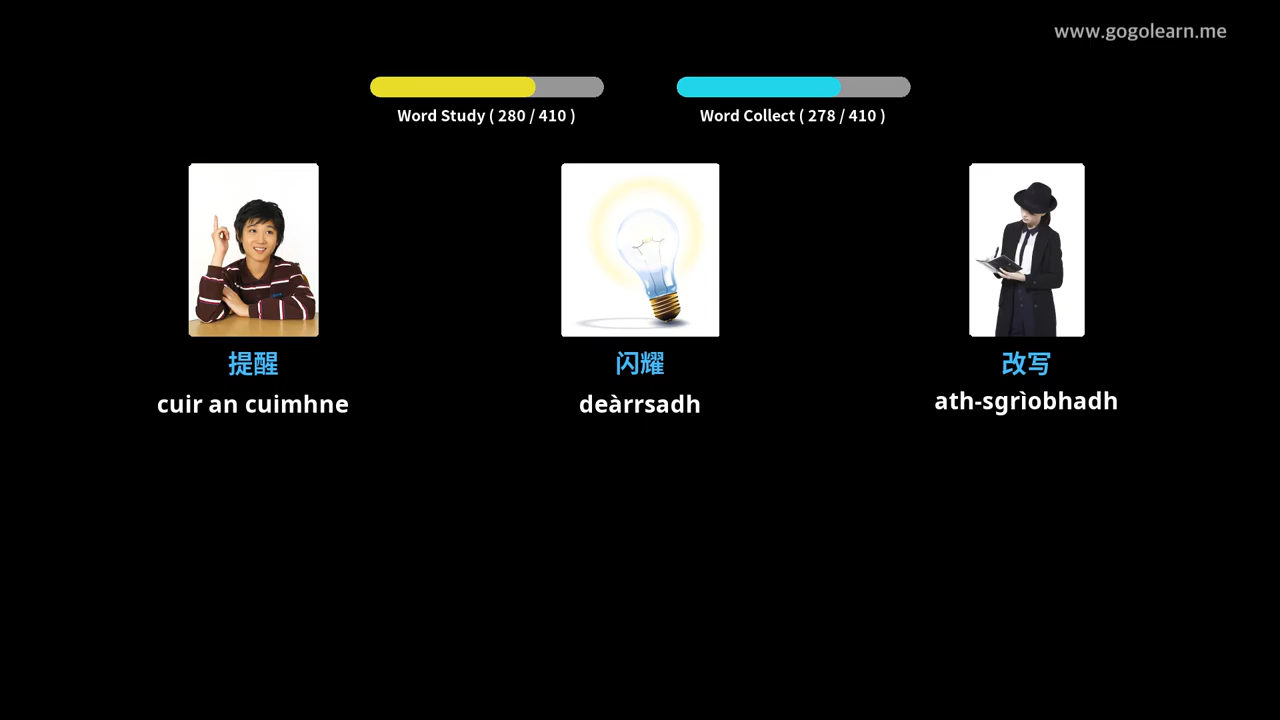 www.gogolearn.me
Word Study ( 280 / 410 )
Word Collect ( 278 / 410 )
提醒
闪耀
改写
cuir an cuimhne
deàrrsadh
ath-sgrìobhadh